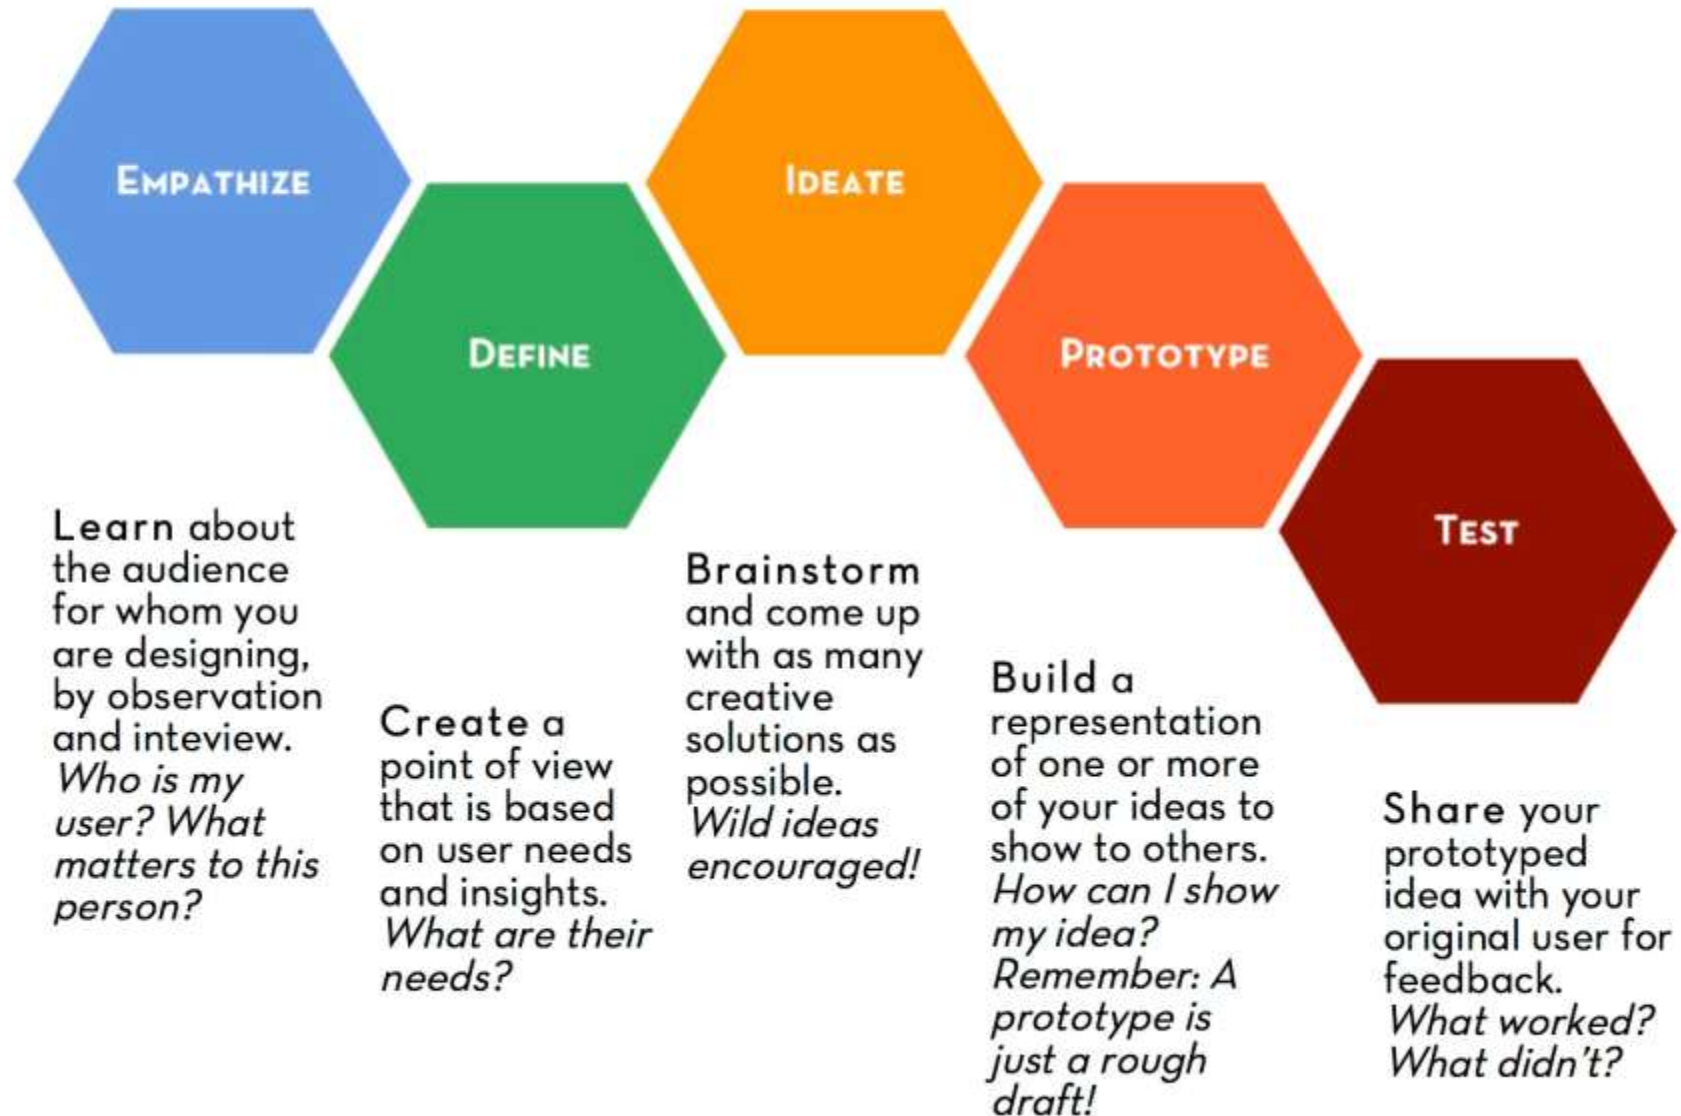 EMPATHIZE
DEFINE
IDEATE
PROTOTYPE
TEST
Learn about
the audience
for whom you
are designing,
by observation
and inteview.
Who is my
user? What
matters to this
person?
Create a
point of view
that is based
on user needs
and insights.
What are their
needs?
Brainstorm
and come up
with as many
creative
solutions as
possible.
Wild ideas
encouraged!
Build a
representation
of one or more
of your ideas to
show to others.
How can I show
my idea?
Remember: A
prototype is
just a rough
draft!
Share your
prototyped
idea with your
original user for
feedback.
What worked?
What didn't?